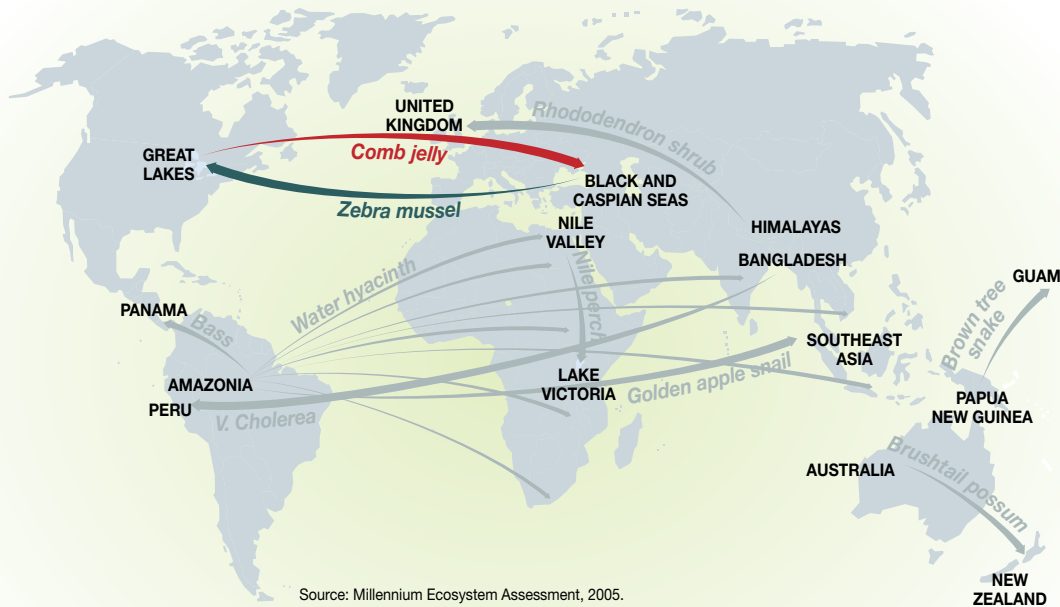 UNITED
KINGDOM
Rhododendron shrub
GREAT
LAKES
Comb jelly
BLACK AND
CASPIAN SEAS
Zebra mussel
NILE
VALLEY
HIMALAYAS
BANGLADESH
GUAM
Water hyacinth
Nile perch
PANAMA
Bass
Brown tree
snake
SOUTHEAST
ASIA
AMAZONIA
LAKE
VICTORIA
Golden apple snail
PERU
V. Cholerea
PAPUA
NEW GUINEA
AUSTRALIA
Brushtail possum
NEW
ZEALAND
Source: Millennium Ecosystem Assessment, 2005.